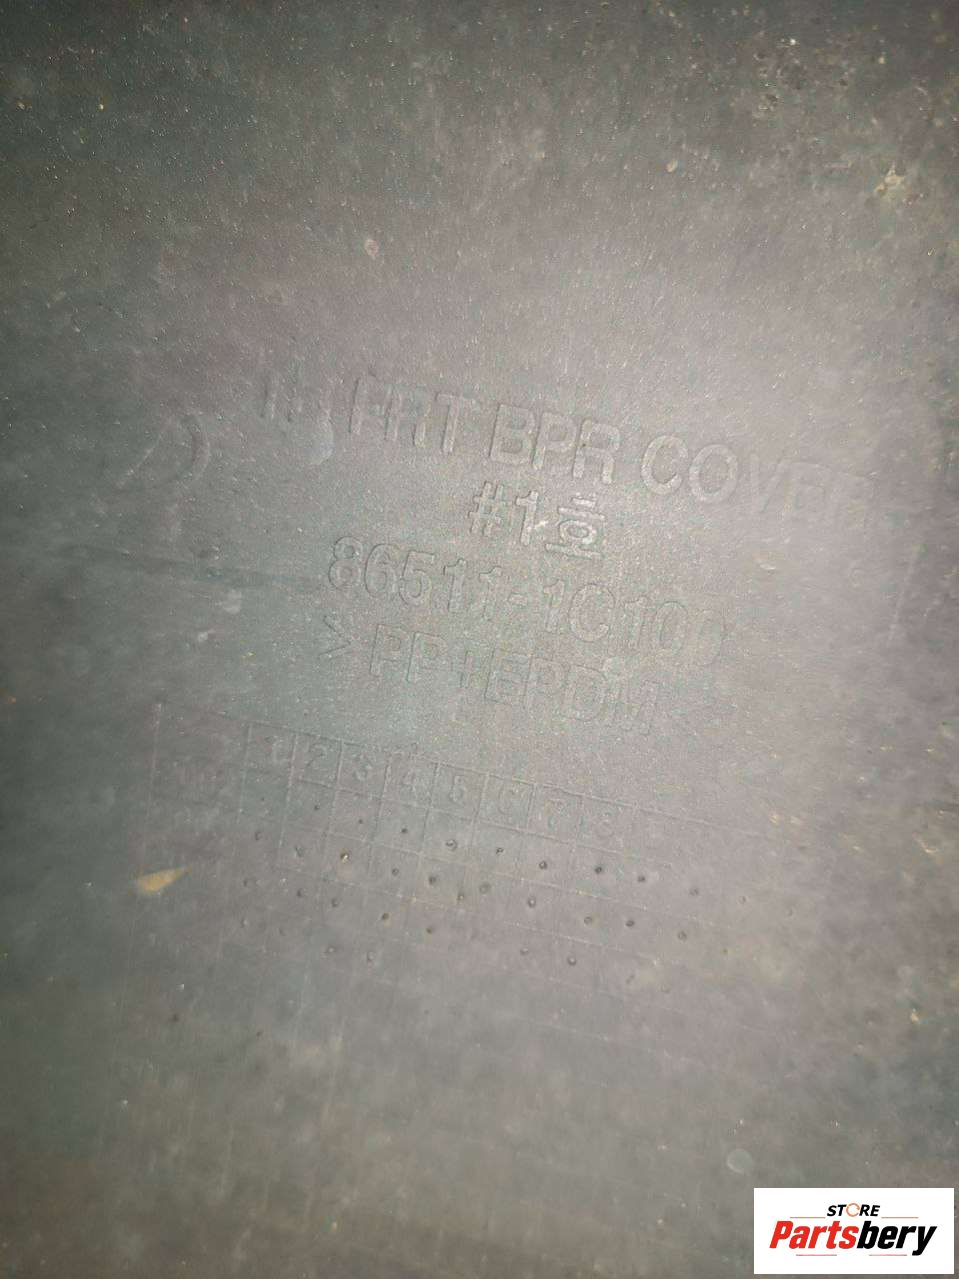 FRT BPR COVER
#1호
86511-1C100
>PP+EPDM<
1 2 3 4 5 6 7 8
STORE
Partsbery